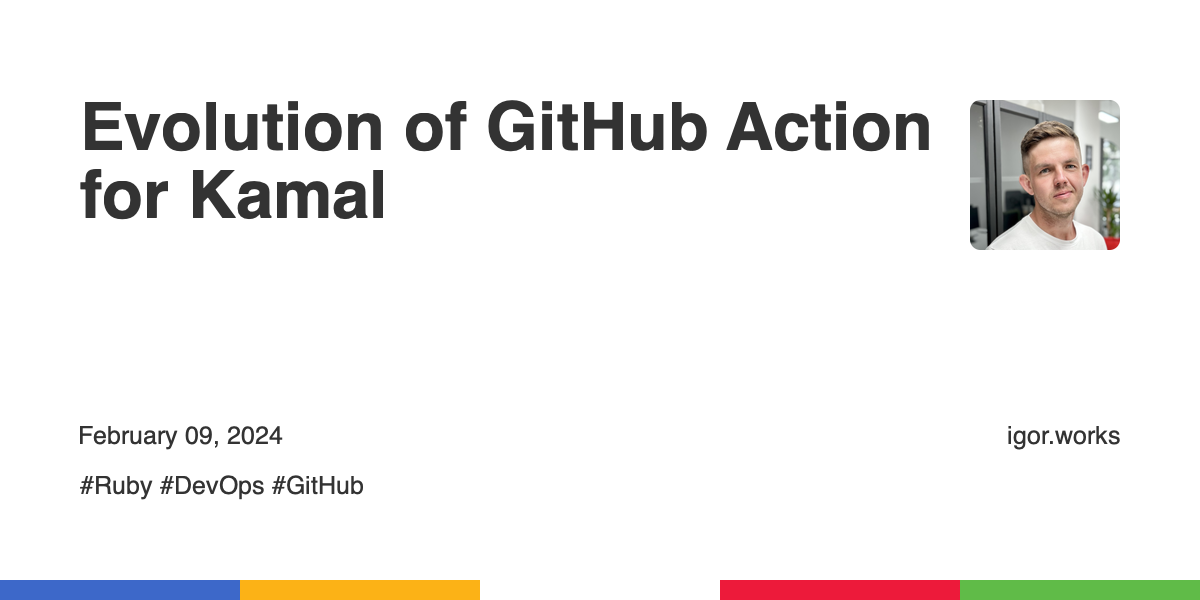 Evolution of GitHub Action
for Kamal
February 09, 2024
igor.works
#Ruby #DevOps #GitHub